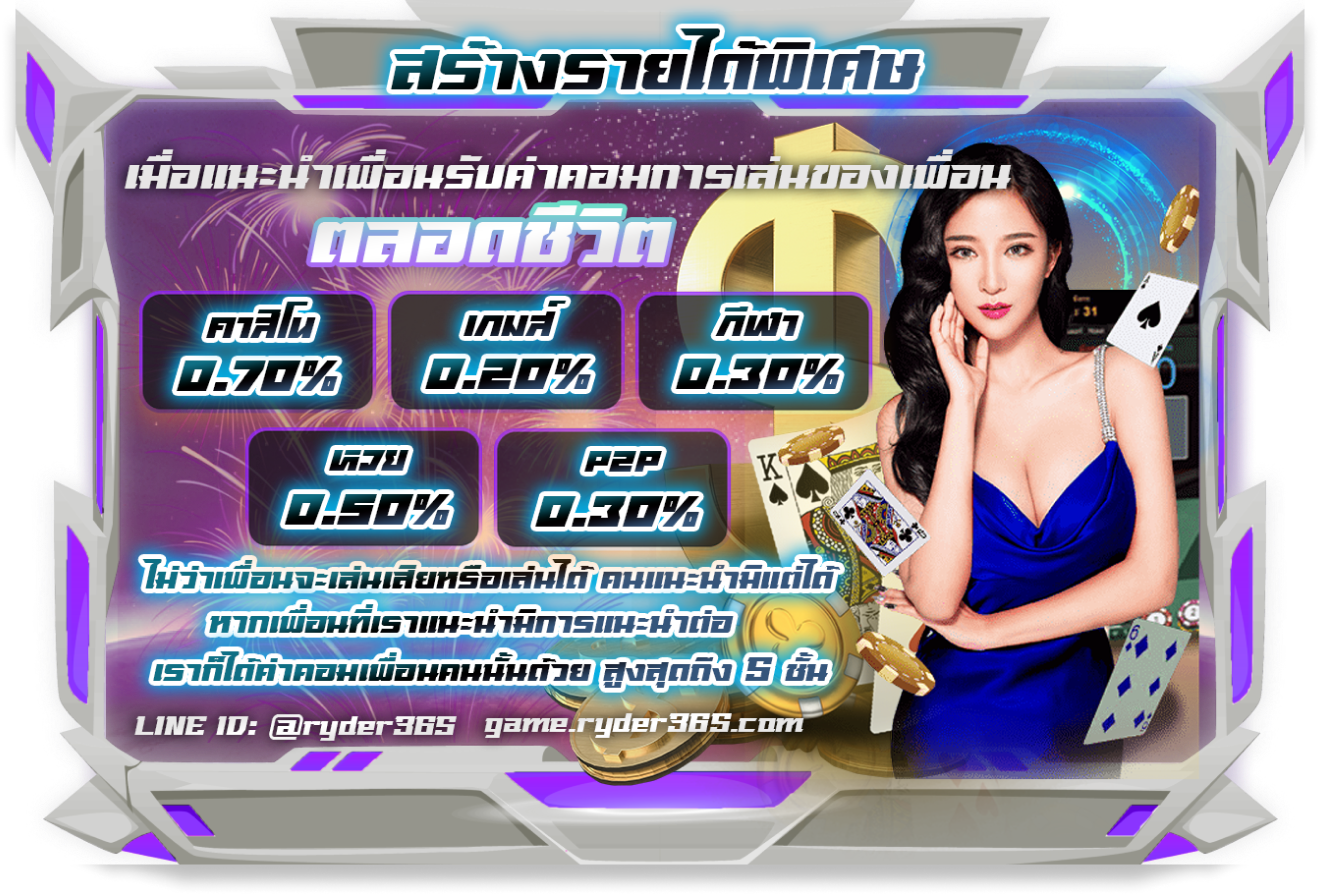 สร้างรายได้พิเศษ
เมื่อแนะนำเพื่อนรับค่าคอมการเล่นของเพื่อน
ตลอดชีวิต
คาสิโน
0.70%
เกมส์
0.20%
กีฬา
0.30%
หวย
0.50%
P2P
0.30%
ไม่ว่าเพื่อนจะเล่นเสียหรือเล่นได้ คนแนะนำมีแต่ได้
หากเพื่อนที่เราแนะนำมีการแนะนำต่อ
เราก็ได้ค่าคอมเพื่อนคนนั้นด้วย สูงสุดถึง 5 ชั้น
LINE ID: @ryder365 game.ryder365.com
K
A
Q
6
31